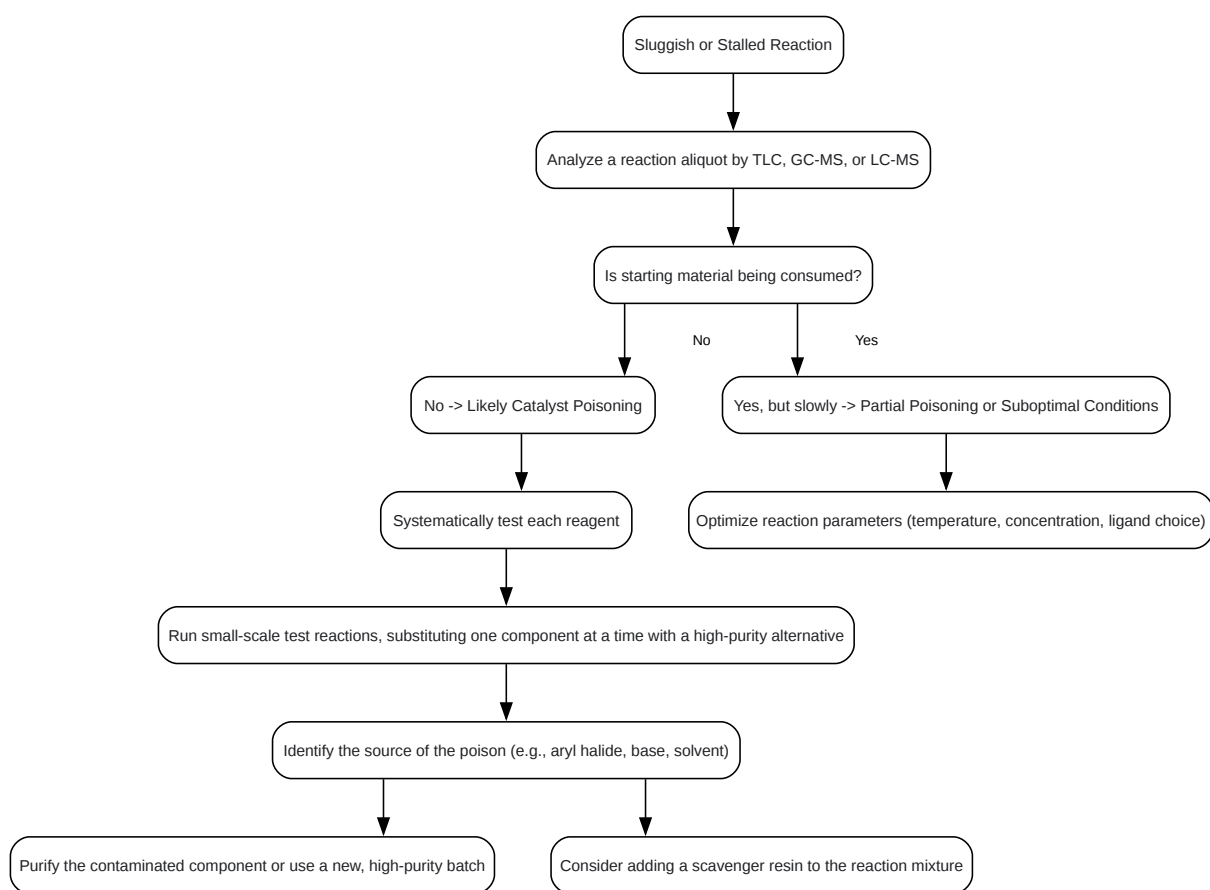 Sluggish or Stalled Reaction
Analyze a reaction aliquot by TLC, GC-MS, or LC-MS
Is starting material being consumed?
No
Yes
No -> Likely Catalyst Poisoning
Yes, but slowly -> Partial Poisoning or Suboptimal Conditions
Systematically test each reagent
Optimize reaction parameters (temperature, concentration, ligand choice)
Run small-scale test reactions, substituting one component at a time with a high-purity alternative
Identify the source of the poison (e.g., aryl halide, base, solvent)
Purify the contaminated component or use a new, high-purity batch
Consider adding a scavenger resin to the reaction mixture